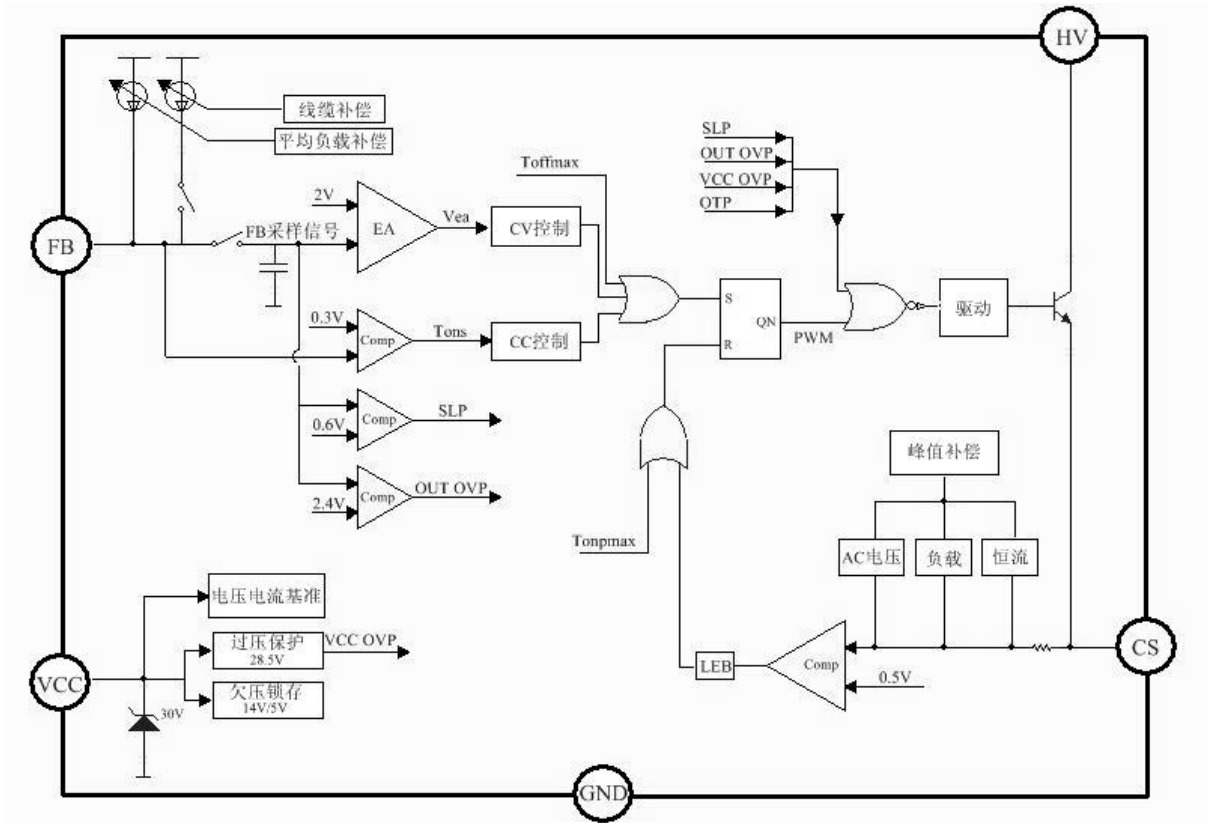 HV
线缆补偿
平均负载补偿
SLP
OUT OVP
VCC OVP
OTP
Toffmax
2V
EA
Vea
CV控制
FB
FB采样信号
0.3V
Comp
Tons
CC控制
S
QN
R
PWM
驱动
0.6V
Comp
SLP
2.4V
Comp
OUT OVP
Tonpmax
峰值补偿
AC电压
负载
恒流
电压电流基准
过压保护
28.5V
VCC OVP
欠压锁存
14V/5V
VCC
30V
LEB
Comp
0.5V
CS
GND